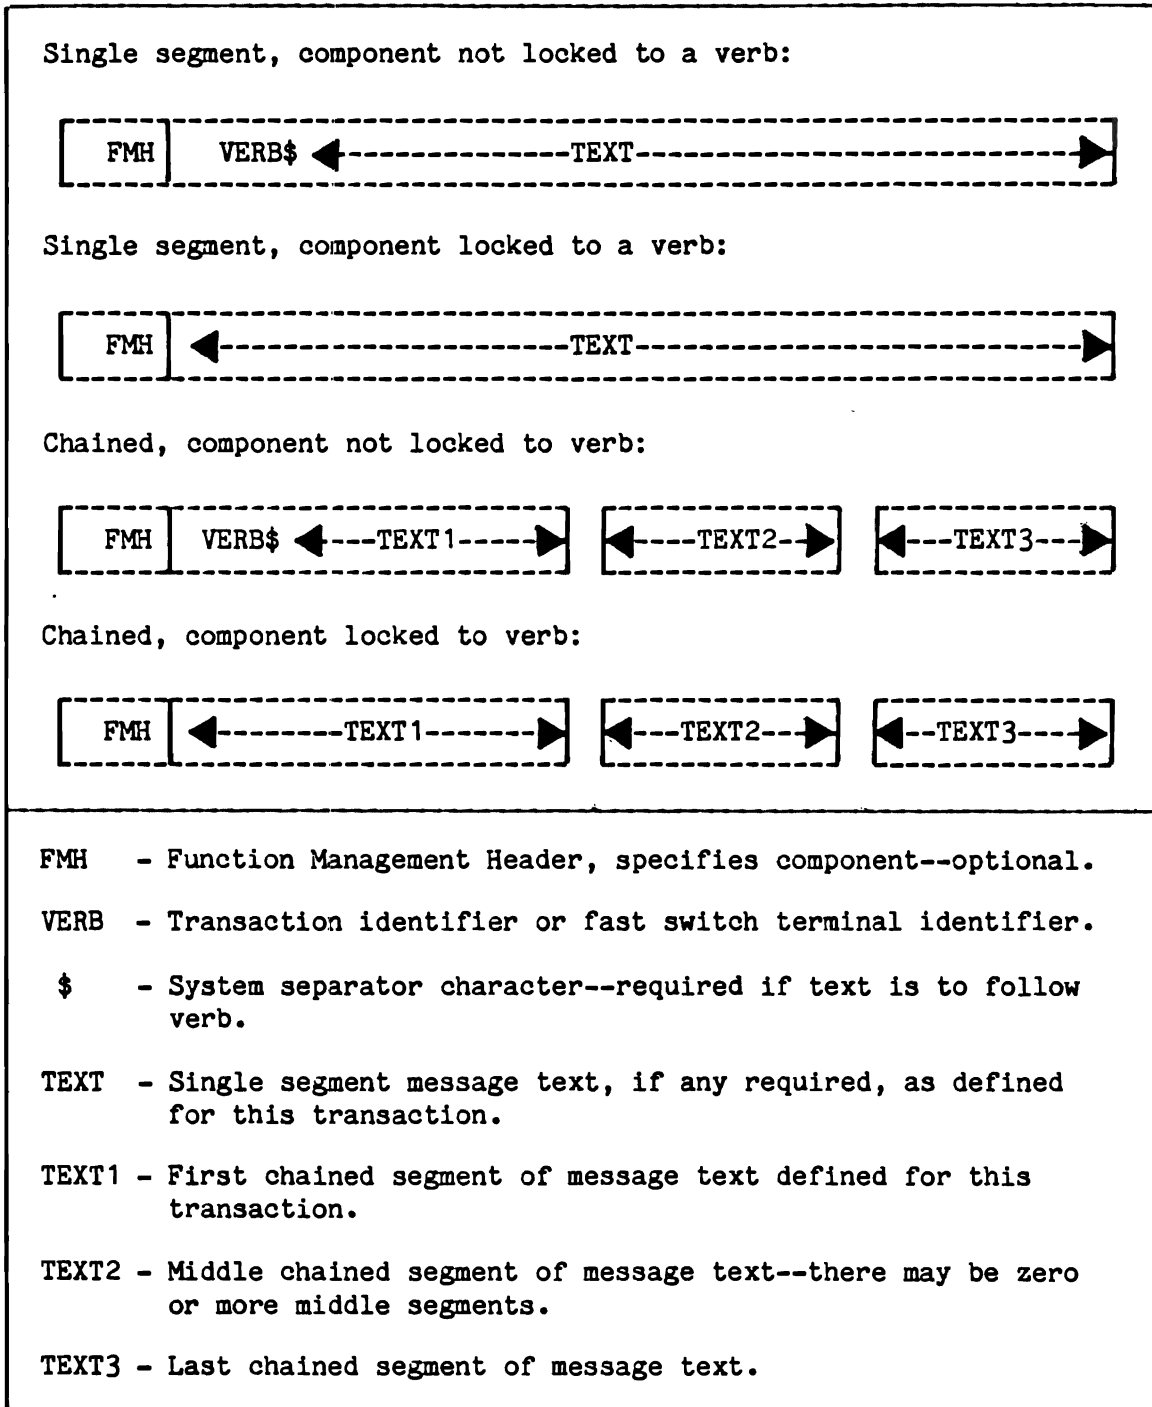 Single segment, component not locked to a verb:
FMH VERB$ TEXT
Single segment, component locked to a verb:
FMH TEXT
Chained, component not locked to verb:
FMH VERB$ TEXT1 TEXT2 TEXT3
Chained, component locked to verb:
FMH TEXT1 TEXT2 TEXT3
FMH - Function Management Header, specifies component--optional.
VERB - Transaction identifier or fast switch terminal identifier.
$ - System separator character--required if text is to follow
verb.
TEXT - Single segment message text, if any required, as defined
for this transaction.
TEXT1 - First chained segment of message text defined for this
transaction.
TEXT2 - Middle chained segment of message text--there may be zero
or more middle segments.
TEXT3 - Last chained segment of message text.